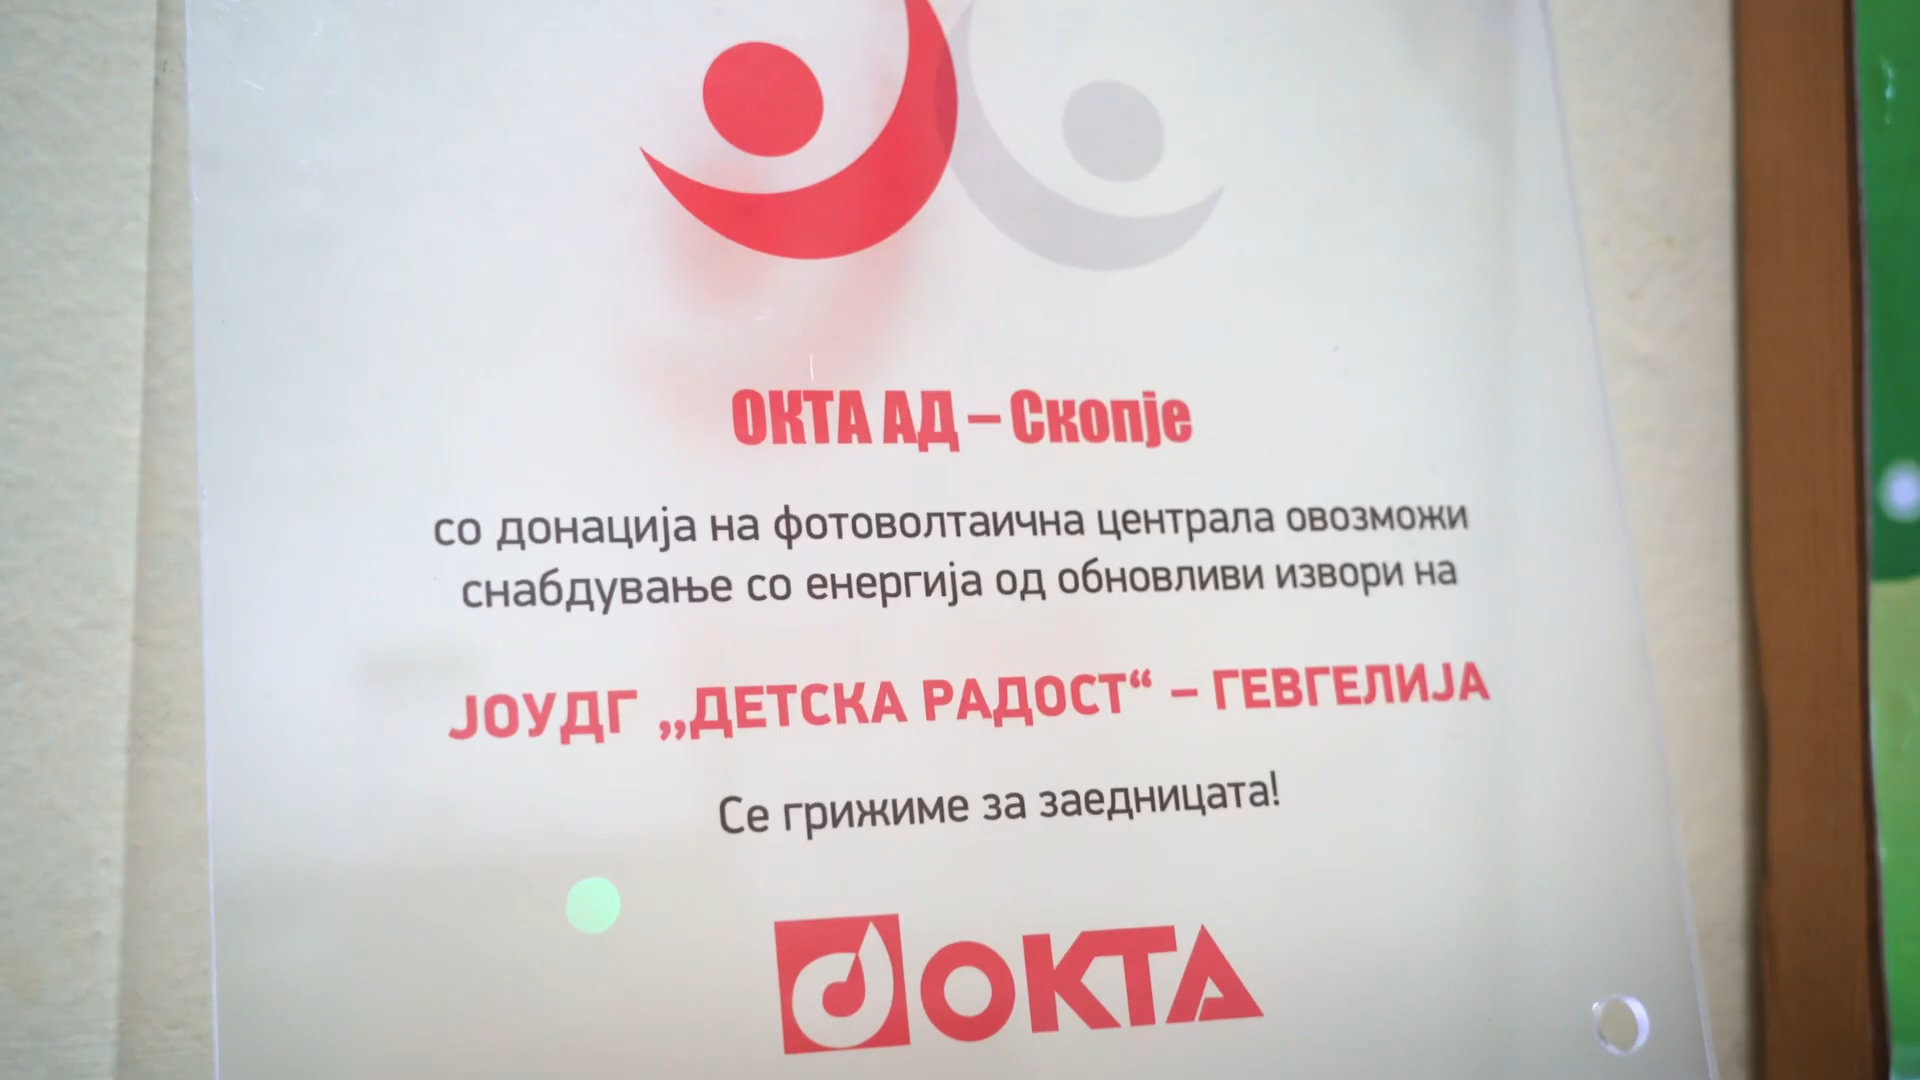 ОКТА АД – Скопје
со донација на фотоволтаична централа овозможи
снабдување со енергија од обновливи извори на
ЈОУДГ „ДЕТСКА РАДОСТ“ – ГЕВГЕЛИЈА
Се грижиме за заедницата!
ОКТА